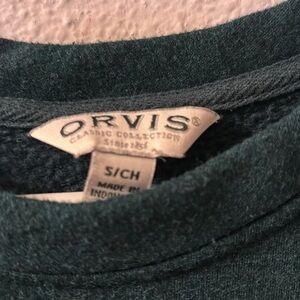 ORVIS®
CLASSIC COLLECTION
Since 1856
S/CH
MADE IN